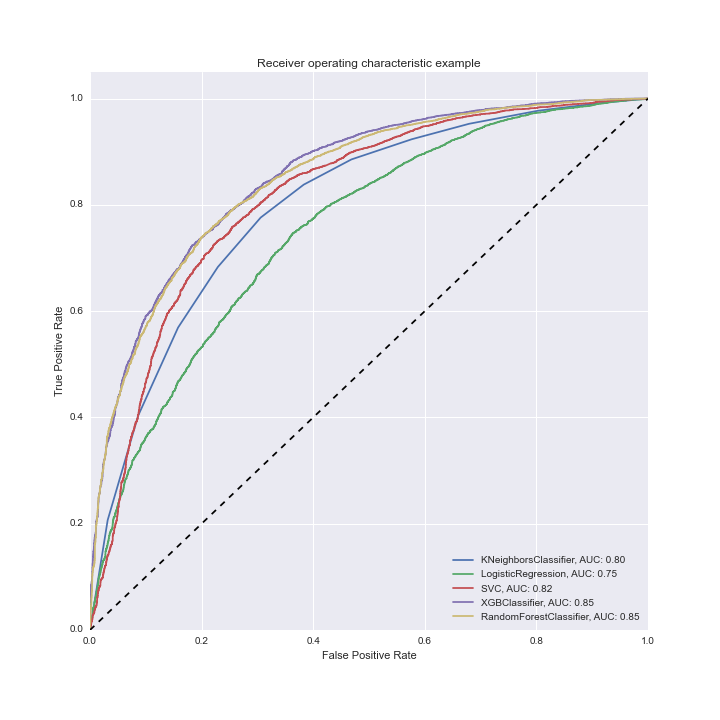 Receiver operating characteristic example
True Positive Rate
1.0
0.8
0.6
0.4
0.2
0.0
KNeighborsClassifier, AUC: 0.80
LogisticRegression, AUC: 0.75
SVC, AUC: 0.82
XGBClassifier, AUC: 0.85
RandomForestClassifier, AUC: 0.85
0.0 0.2 0.4 0.6 0.8 1.0
False Positive Rate